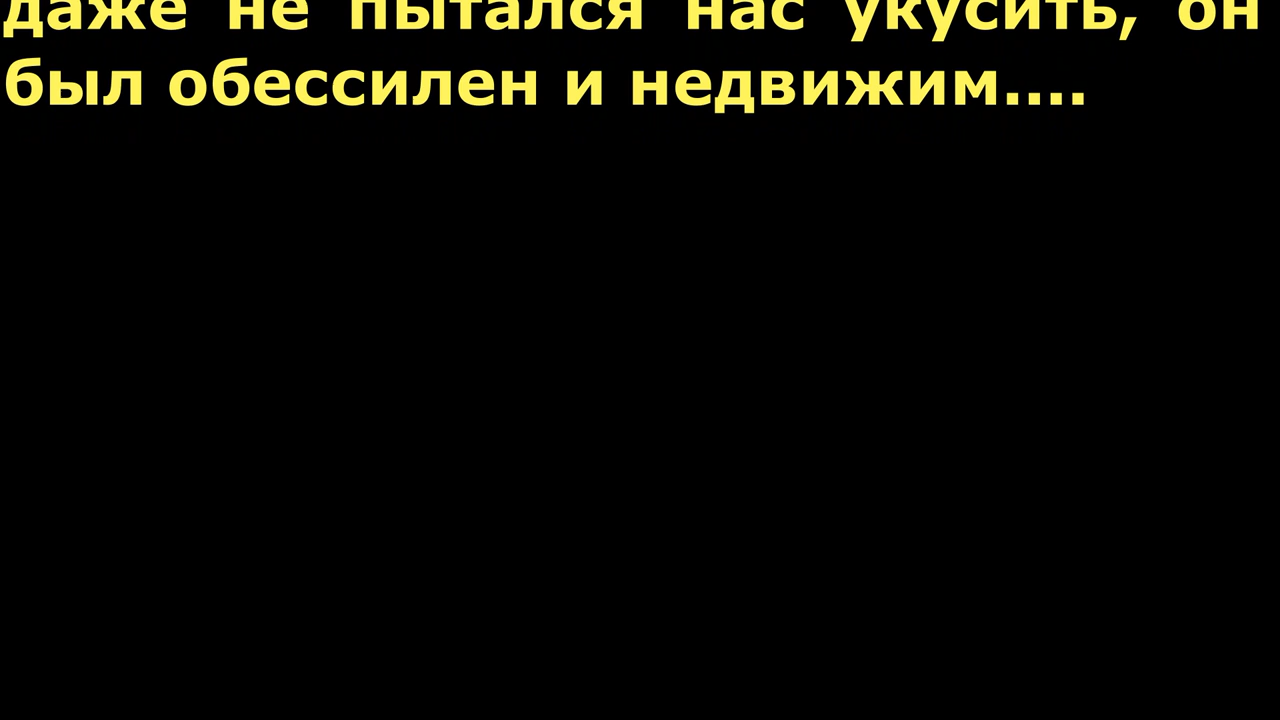 даже не пытался нас укусить, он
был обессилен и недвижим....